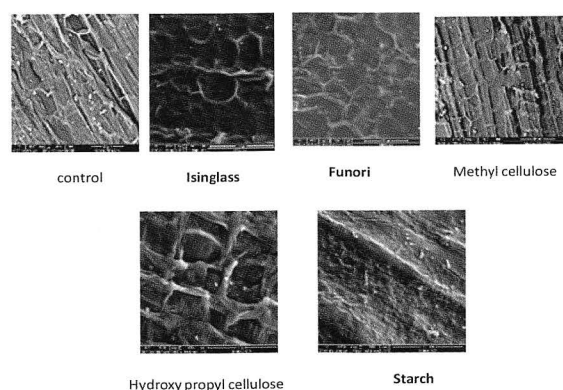 control
Isinglass
Funori
Methyl cellulose
Hydroxy propyl cellulose
Starch